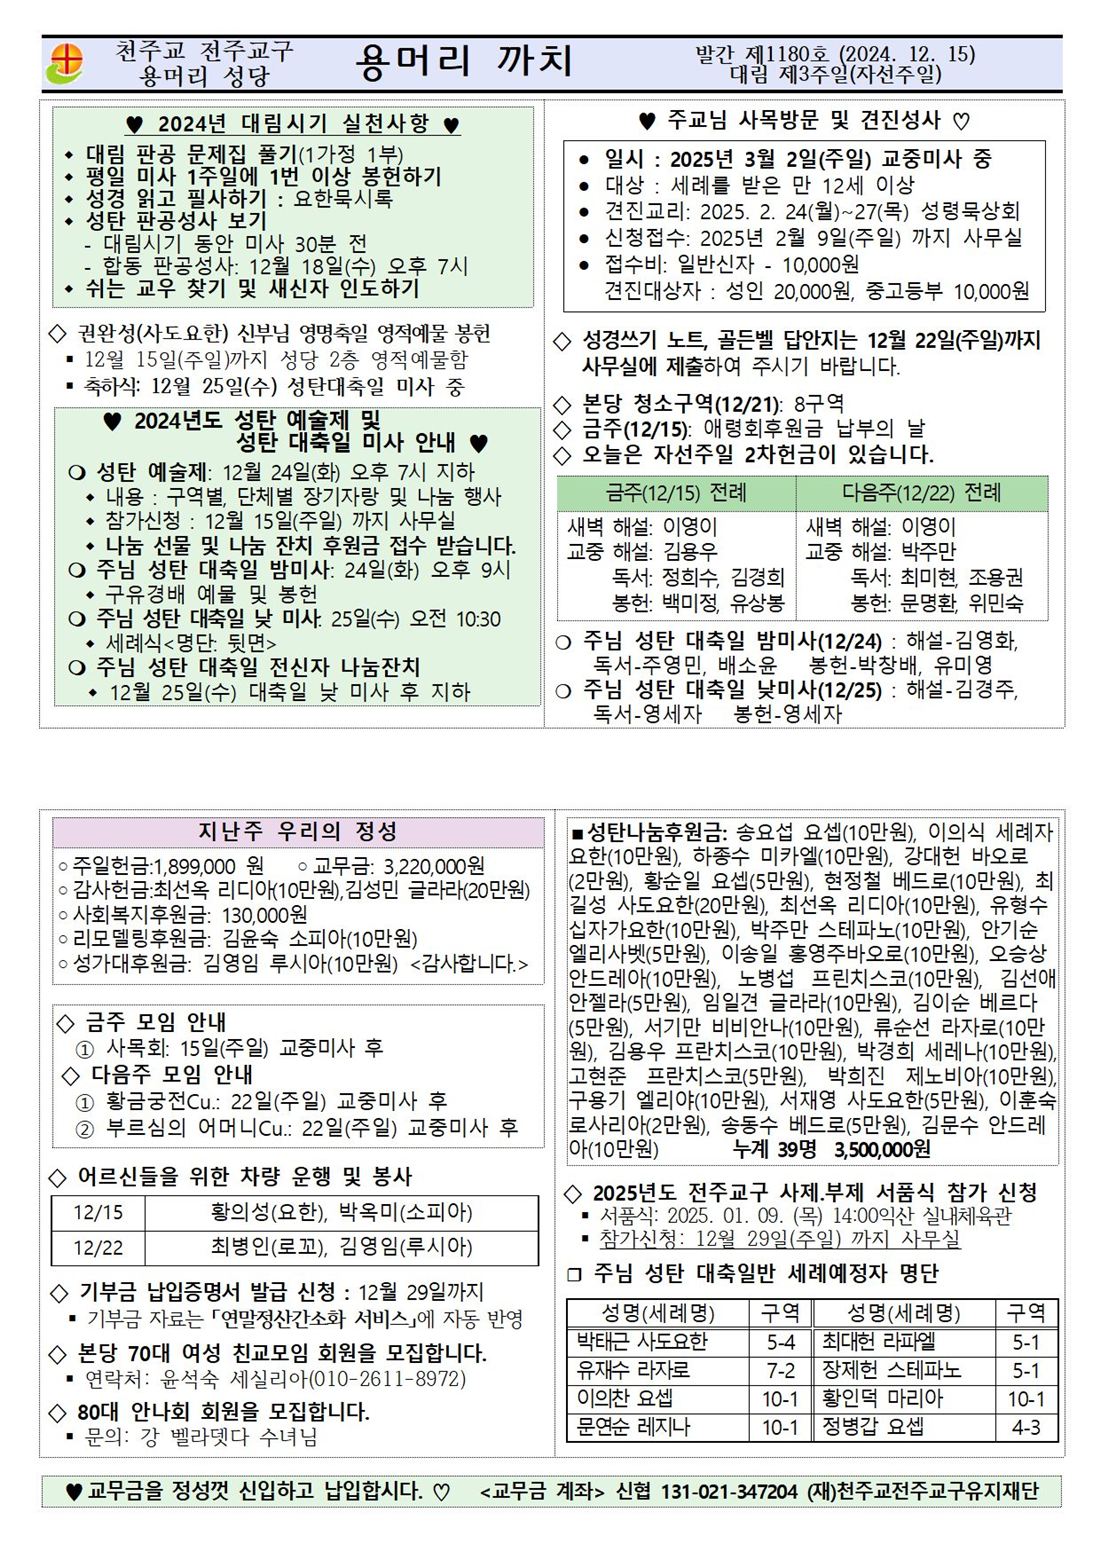 천주교 전주교구
용머리 성당
용머리 까치
발간 제1180호 (2024. 12. 15)
대림 제3주일(자선주일)
♥ 2024년 대림시기 실천사항 ♥
◆ 대림 판공 문제집 풀기(1가정 1부)
◆ 평일 미사 1주일에 1번 이상 봉헌하기
◆ 성경 읽고 필사하기 : 요한묵시록
◆ 성탄 판공성사 보기
- 대림시기 동안 미사 30분 전
- 합동 판공성사: 12월 18일(수) 오후 7시
◆ 쉬는 교우 찾기 및 새신자 인도하기
◇ 권완성(사도요한) 신부님 영명축일 영적예물 봉헌
▪ 12월 15일(주일)까지 성당 2층 영적예물함
▪ 축하식: 12월 25일(수) 성탄대축일 미사 중
♥ 2024년도 성탄 예술제 및
성탄 대축일 미사 안내 ♥
❍ 성탄 예술제: 12월 24일(화) 오후 7시 지하
◆ 내용 : 구역별, 단체별 장기자랑 및 나눔 행사
◆ 참가신청 : 12월 15일(주일) 까지 사무실
◆ 나눔 선물 및 나눔 잔치 후원금 접수 받습니다.
❍ 주님 성탄 대축일 밤미사: 24일(화) 오후 9시
◆ 구유경배 예물 및 봉헌
❍ 주님 성탄 대축일 낮 미사: 25일(수) 오전 10:30
◆ 세례식<명단: 뒷면>
❍ 주님 성탄 대축일 전신자 나눔잔치
◆ 12월 25일(수) 대축일 낮 미사 후 지하
♥ 주교님 사목방문 및 견진성사 ♡
● 일시 : 2025년 3월 2일(주일) 교중미사 중
● 대상 : 세례를 받은 만 12세 이상
● 견진교리: 2025. 2. 24(월)~27(목) 성령묵상회
● 신청접수: 2025년 2월 9일(주일) 까지 사무실
● 접수비: 일반신자 - 10,000원
견진대상자 : 성인 20,000원, 중고등부 10,000원
◇ 성경쓰기 노트, 골든벨 답안지는 12월 22일(주일)까지
사무실에 제출하여 주시기 바랍니다.
◇ 본당 청소구역(12/21): 8구역
◇ 금주(12/15): 애령회후원금 납부의 날
◇ 오늘은 자선주일 2차헌금이 있습니다.
금주(12/15) 전례 다음주(12/22) 전례
새벽 해설: 이영이 새벽 해설: 이영이
교중 해설: 김용우 교중 해설: 박주만
독서: 정희수, 김경희 독서: 최미현, 조용권
봉헌: 백미정, 유상봉 봉헌: 문명환, 위민숙
❍ 주님 성탄 대축일 밤미사(12/24) : 해설-김영화,
독서-주영민, 배소윤 봉헌-박창배, 유미영
❍ 주님 성탄 대축일 낮미사(12/25) : 해설-김경주,
독서-영세자 봉헌-영세자
지난주 우리의 정성
○ 주일헌금:1,899,000 원 ○ 교무금: 3,220,000원
○ 감사헌금:최선옥 리디아(10만원),김성민 글라라(20만원)
○ 사회복지후원금: 130,000원
○ 리모델링후원금: 김윤숙 소피아(10만원)
○ 성가대후원금: 김영임 루시아(10만원) <감사합니다.>
◇ 금주 모임 안내
① 사목회: 15일(주일) 교중미사 후
◇ 다음주 모임 안내
① 황금궁전Cu.: 22일(주일) 교중미사 후
② 부르심의 어머니Cu.: 22일(주일) 교중미사 후
◇ 어르신들을 위한 차량 운행 및 봉사
12/15 황의성(요한), 박옥미(소피아)
12/22 최병인(로꼬), 김영임(루시아)
◇ 기부금 납입증명서 발급 신청 : 12월 29일까지
▪ 기부금 자료는 「연말정산간소화 서비스」에 자동 반영
◇ 본당 70대 여성 친교모임 회원을 모집합니다.
▪ 연락처: 윤석숙 세실리아(010-2611-8972)
◇ 80대 안나회 회원을 모집합니다.
▪ 문의: 강 벨라뎃다 수녀님
■성탄나눔후원금: 송요섭 요셉(10만원), 이의식 세례자
요한(10만원), 하종수 미카엘(10만원), 강대헌 바오로
(2만원), 황순일 요셉(5만원), 현정철 베드로(10만원), 최
길성 사도요한(20만원), 최선옥 리디아(10만원), 유형수
십자가요한(10만원), 박주만 스테파노(10만원), 안기순
엘리사벳(5만원), 이송일 홍영주바오로(10만원), 오승상
안드레아(10만원), 노병섭 프린치스코(10만원), 김선애
안젤라(5만원), 임일견 글라라(10만원), 김이순 베르다
(5만원), 서기만 비비안나(10만원), 류순선 라자로(10만
원), 김용우 프란치스코(10만원), 박경희 세레나(10만원),
고현준 프란치스코(5만원), 박희진 제노비아(10만원),
구용기 엘리야(10만원), 서재영 사도요한(5만원), 이훈숙
로사리아(2만원), 송동수 베드로(5만원), 김문수 안드레
아(10만원) 누계 39명 3,500,000원
◇ 2025년도 전주교구 사제.부제 서품식 참가 신청
▪ 서품식: 2025. 01. 09. (목) 14:00익산 실내체육관
▪ 참가신청: 12월 29일(주일) 까지 사무실
❒ 주님 성탄 대축일반 세례예정자 명단
성명(세례명) 구역 성명(세례명) 구역
박태근 사도요한 5-4 최대헌 라파엘 5-1
유재수 라자로 7-2 장제헌 스테파노 5-1
이의찬 요셉 10-1 황인덕 마리아 10-1
문연순 레지나 10-1 정병갑 요셉 4-3
♥ 교무금을 정성껏 신입하고 납입합시다. ♡ <교무금 계좌> 신협 131-021-347204 (재)천주교전주교구유지재단